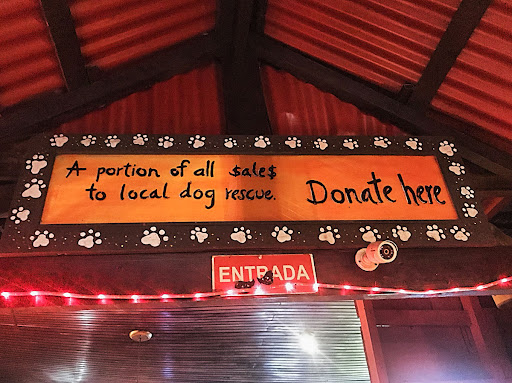 A portion of all $ale$
to local dog rescue.
Donate here
ENTRADA